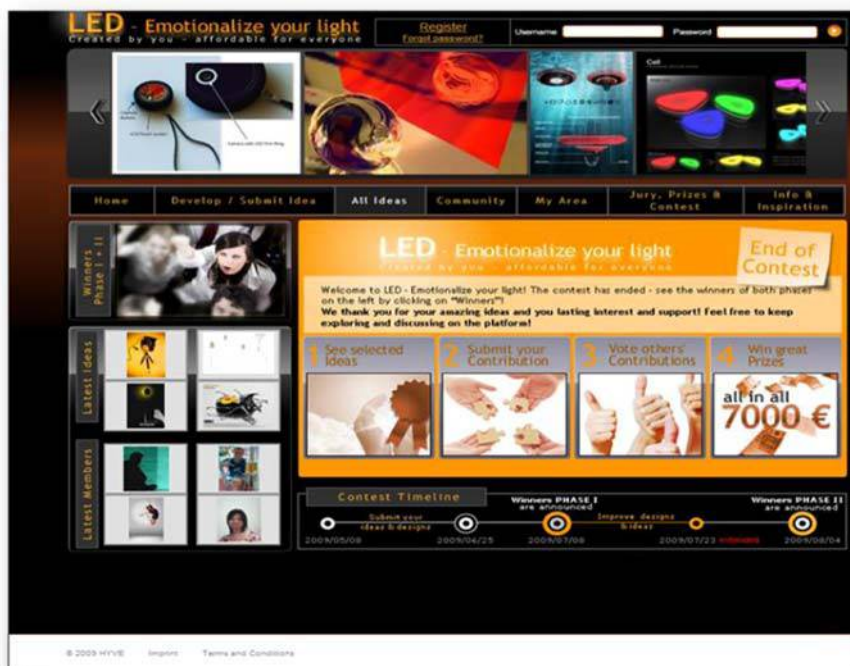 LED - Emotionalize your light
Created by you - affordable for everyone
Register
Forgot password?
Username
Password
Cell
Home
Develop / Submit Idea
All Ideas
Community
My Area
Jury, Prizes &
Contest
Info &
Inspiration
Winners
Phase I + II
LED - Emotionalize your light
Created by you - affordable for everyone
End of
Contest
Welcome to LED - Emotionalize your light! The contest has ended - see the winners of both phases
on the left by clicking on "Winners"!
We thank you for your amazing ideas and you lasting interest and support! Feel free to keep
exploring and discussing on the platform!
Latest Ideas
1 See selected
Ideas
2 Submit your
Contribution
3 Vote others'
Contributions
4 Win great
Prizes
all in all
7000 €
Latest Members
Contest Timeline
Submit your
ideas & designs
Winners PHASE I
are announced
Improve designs
& ideas
Winners PHASE II
are announced
2009/05/08
2009/06/25
2009/07/08
2009/07/23 extended
2009/08/04
© 2009 HYVE
Imprint
Terms and Conditions